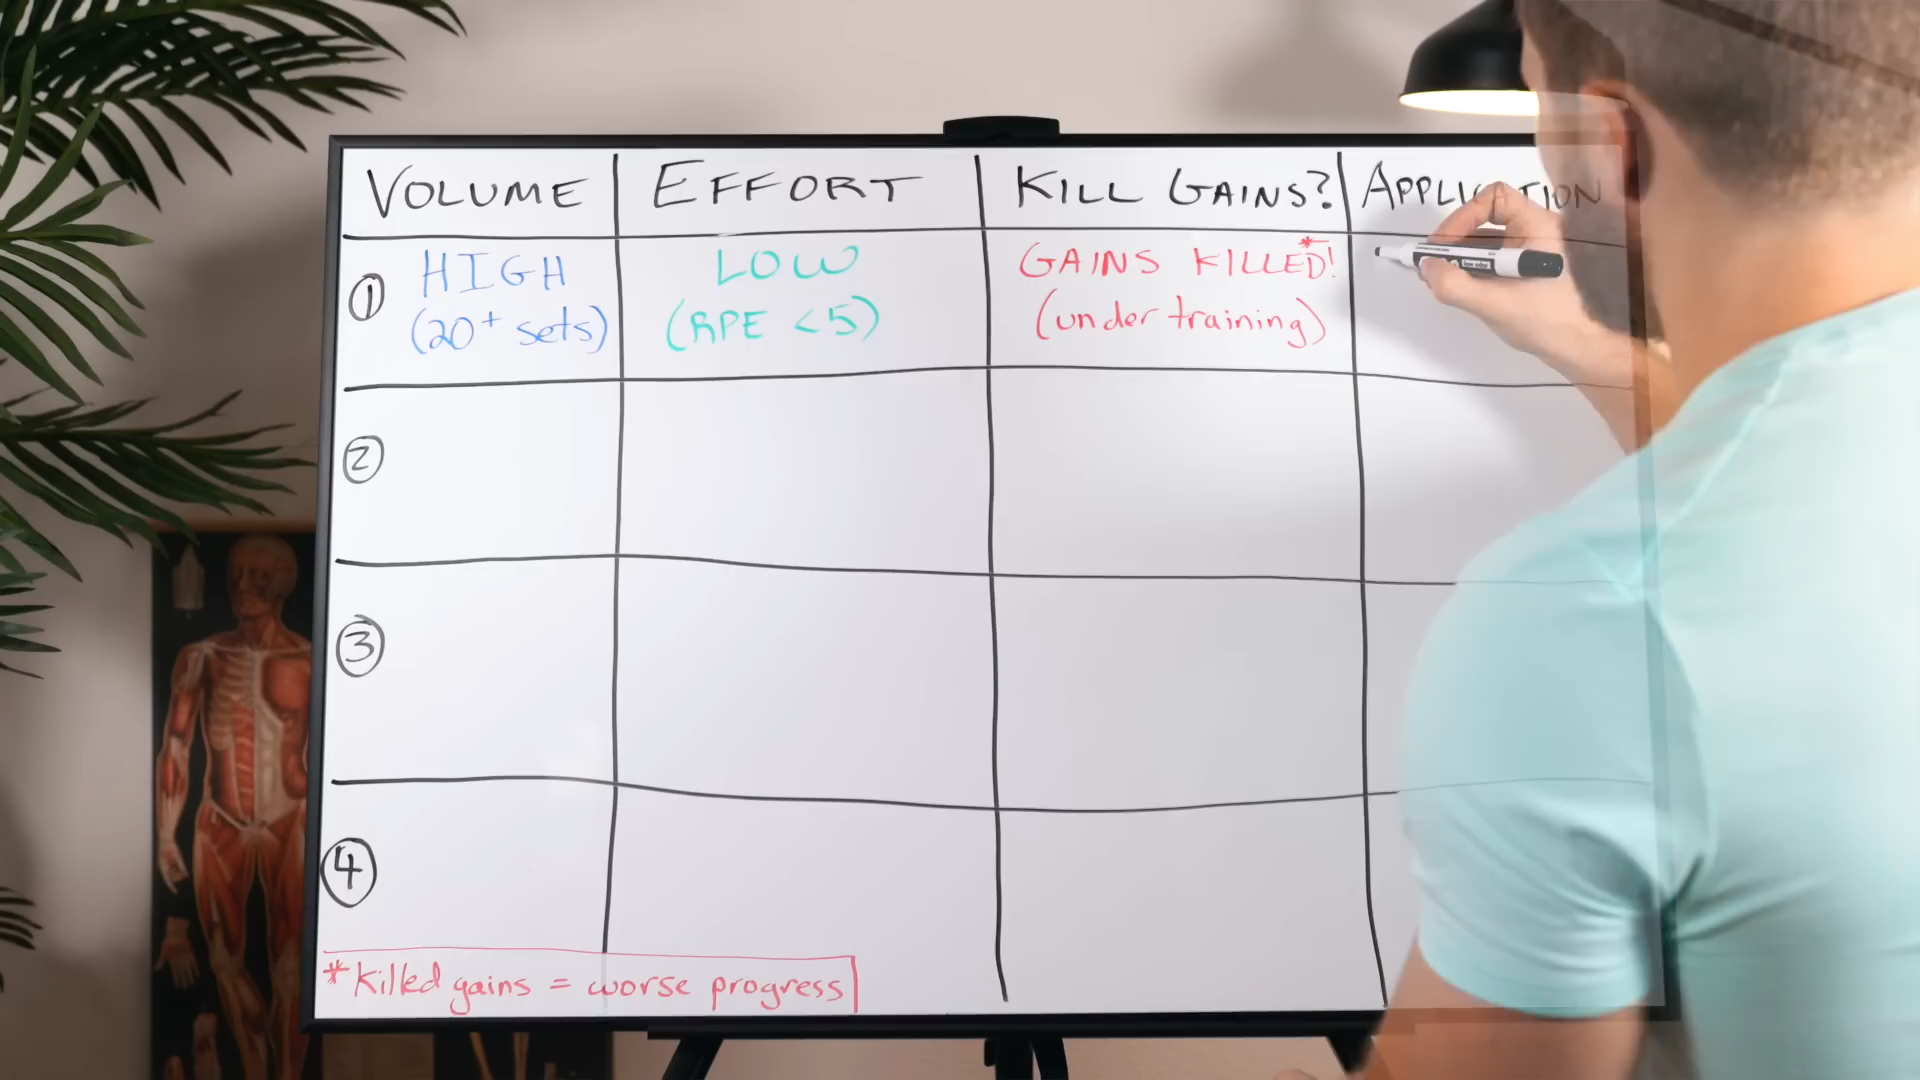 VOLUME EFFORT KILL GAINS? APPLICATION
① HIGH LOW GAINS KILLED!*
(20+ sets) (RPE <5) (under training)
②
③
④
*Killed gains = worse progress